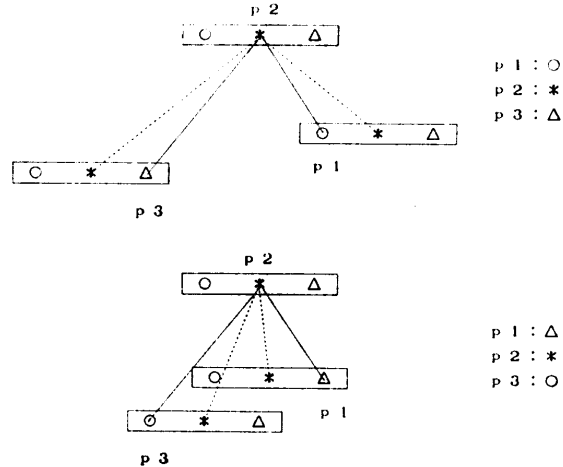 p 2
p 1 : ○
p 2 : *
p 3 : △
p 1
p 3
p 2
p 1 : △
p 2 : *
p 3 : ○
p 1
p 3